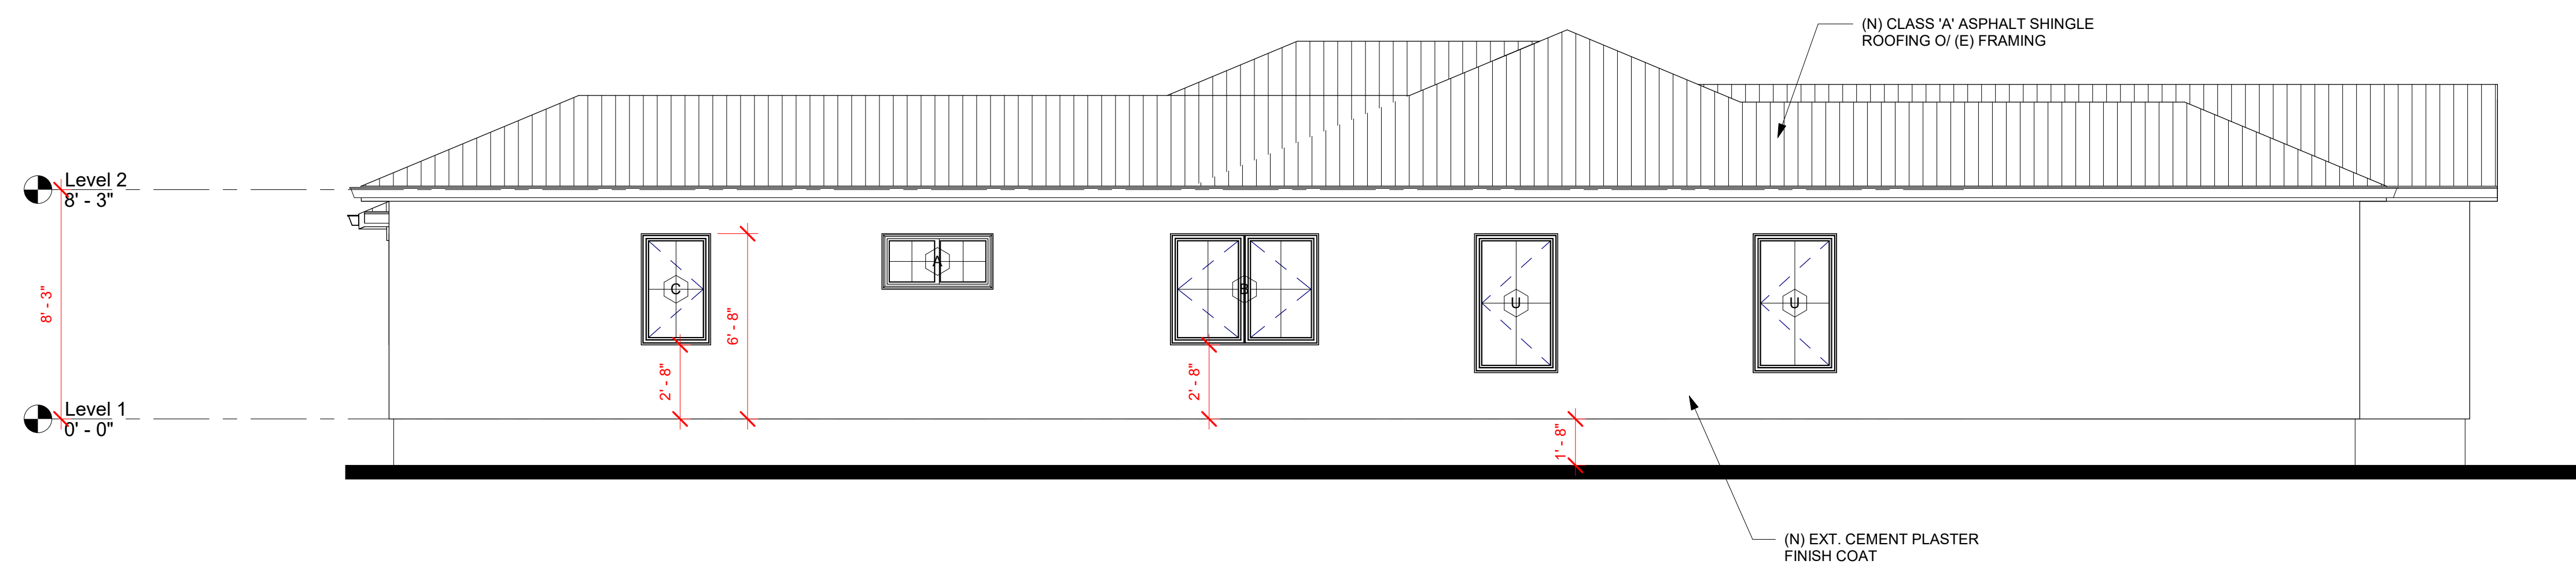 (N) CLASS 'A' ASPHALT SHINGLE
ROOFING O/ (E) FRAMING
Level 2
8' - 3"
8' - 3"
C
A
B
U
U
6' - 8"
2' - 8"
2' - 8"
Level 1
0' - 0"
1' - 8"
(N) EXT. CEMENT PLASTER
FINISH COAT